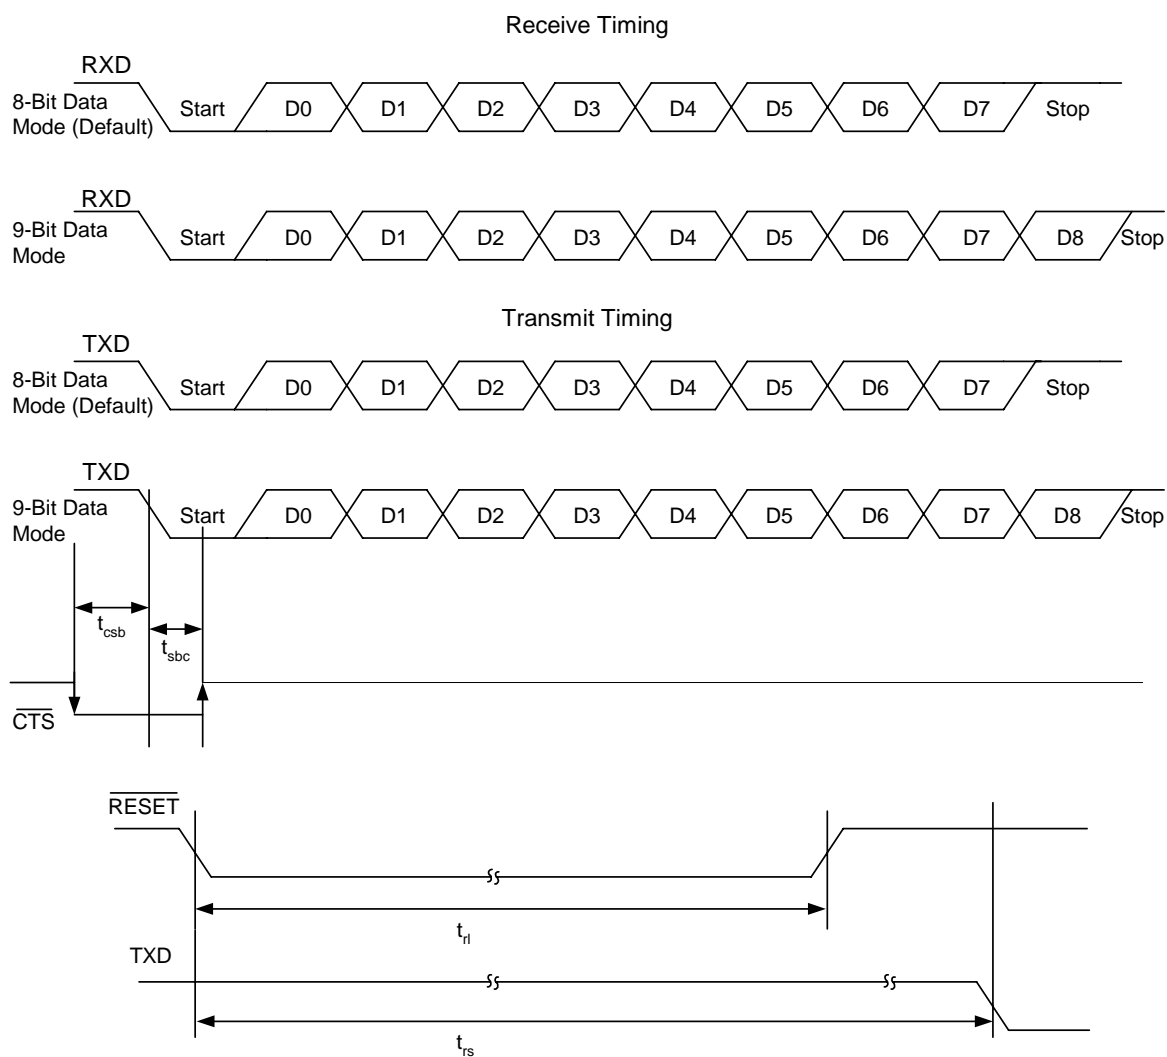 Receive Timing
RXD
8-Bit Data
Mode (Default)
Start D0 D1 D2 D3 D4 D5 D6 D7 Stop
RXD
9-Bit Data
Mode
Start D0 D1 D2 D3 D4 D5 D6 D7 D8 Stop
Transmit Timing
TXD
8-Bit Data
Mode (Default)
Start D0 D1 D2 D3 D4 D5 D6 D7 Stop
TXD
9-Bit Data
Mode
Start D0 D1 D2 D3 D4 D5 D6 D7 D8 Stop
tcsb
tsbc
CTS
RESET
trl
TXD
trs